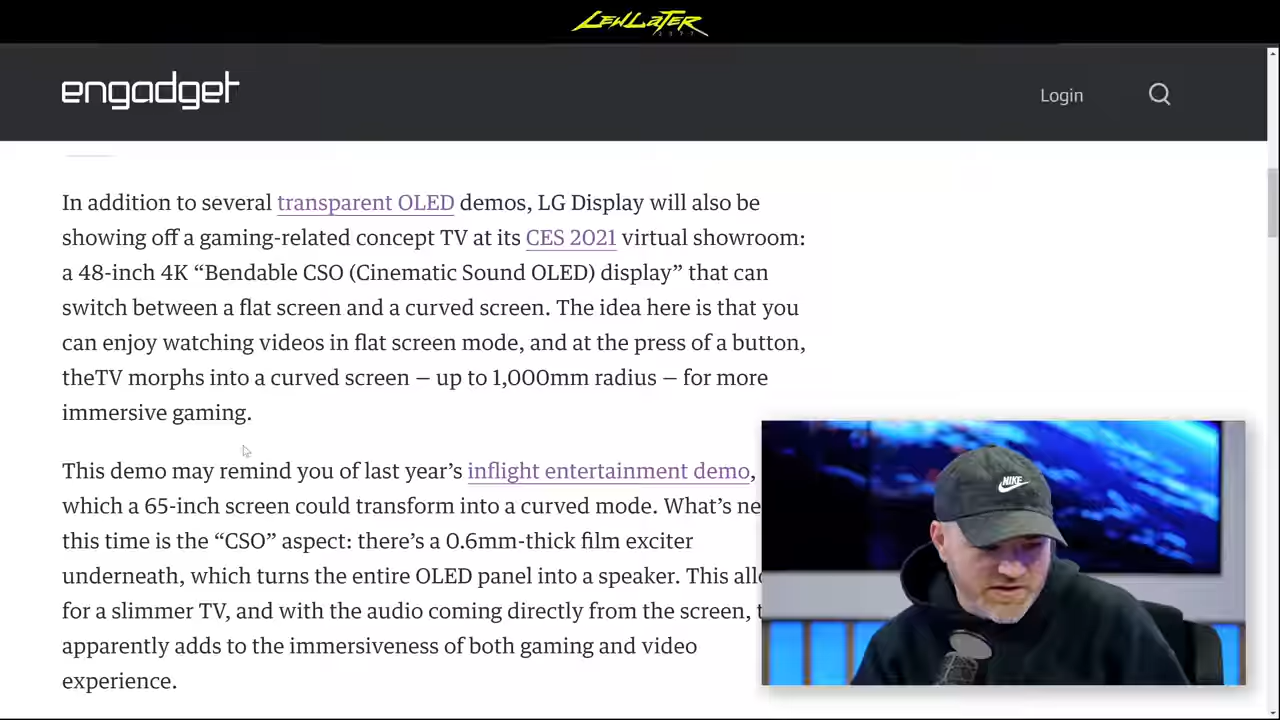 LEWLATER
2077
engadget
Login
In addition to several transparent OLED demos, LG Display will also be
showing off a gaming-related concept TV at its CES 2021 virtual showroom:
a 48-inch 4K “Bendable CSO (Cinematic Sound OLED) display” that can
switch between a flat screen and a curved screen. The idea here is that you
can enjoy watching videos in flat screen mode, and at the press of a button,
theTV morphs into a curved screen — up to 1,000mm radius — for more
immersive gaming.
This demo may remind you of last year’s inflight entertainment demo,
which a 65-inch screen could transform into a curved mode. What’s
this time is the “CSO” aspect: there’s a 0.6mm-thick film exciter
underneath, which turns the entire OLED panel into a speaker. This
for a slimmer TV, and with the audio coming directly from the screen,
apparently adds to the immersiveness of both gaming and video
experience.
NIKE